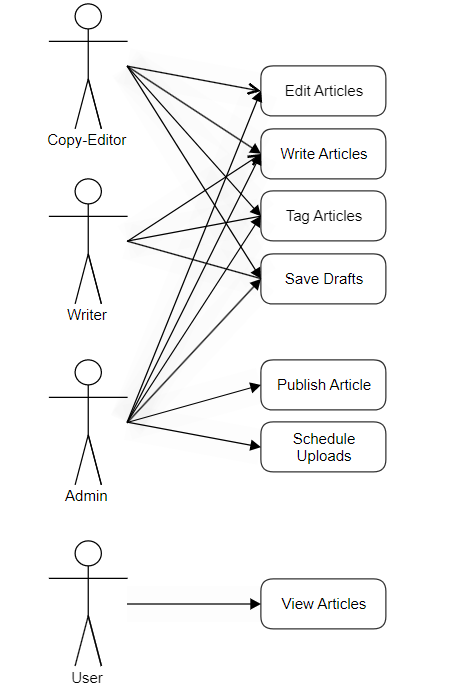 Edit Articles
Copy-Editor
Write Articles
Tag Articles
Save Drafts
Writer
Publish Article
Schedule
Uploads
Admin
View Articles
User